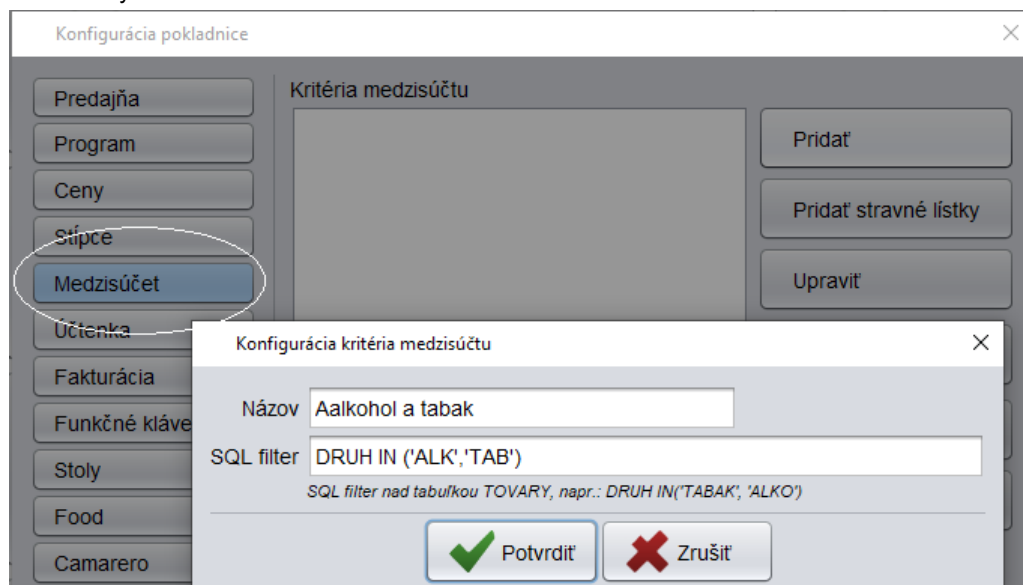 Konfigurácia pokladnice
Predajňa
Program
Ceny
Stĺpce
Medzisúčet
Účtenka
Fakturácia
Funkčné kláve
Stoly
Food
Camarero
Kritéria medzisúčtu
Pridať
Pridať stravné lístky
Upraviť
Konfigurácia kritéria medzisúčtu
Názov Aalkohol a tabak
SQL filter DRUH IN ('ALK','TAB')
SQL filter nad tabuľkou TOVARY, napr.: DRUH IN('TABAK', 'ALKO')
Potvrdiť Zrušiť